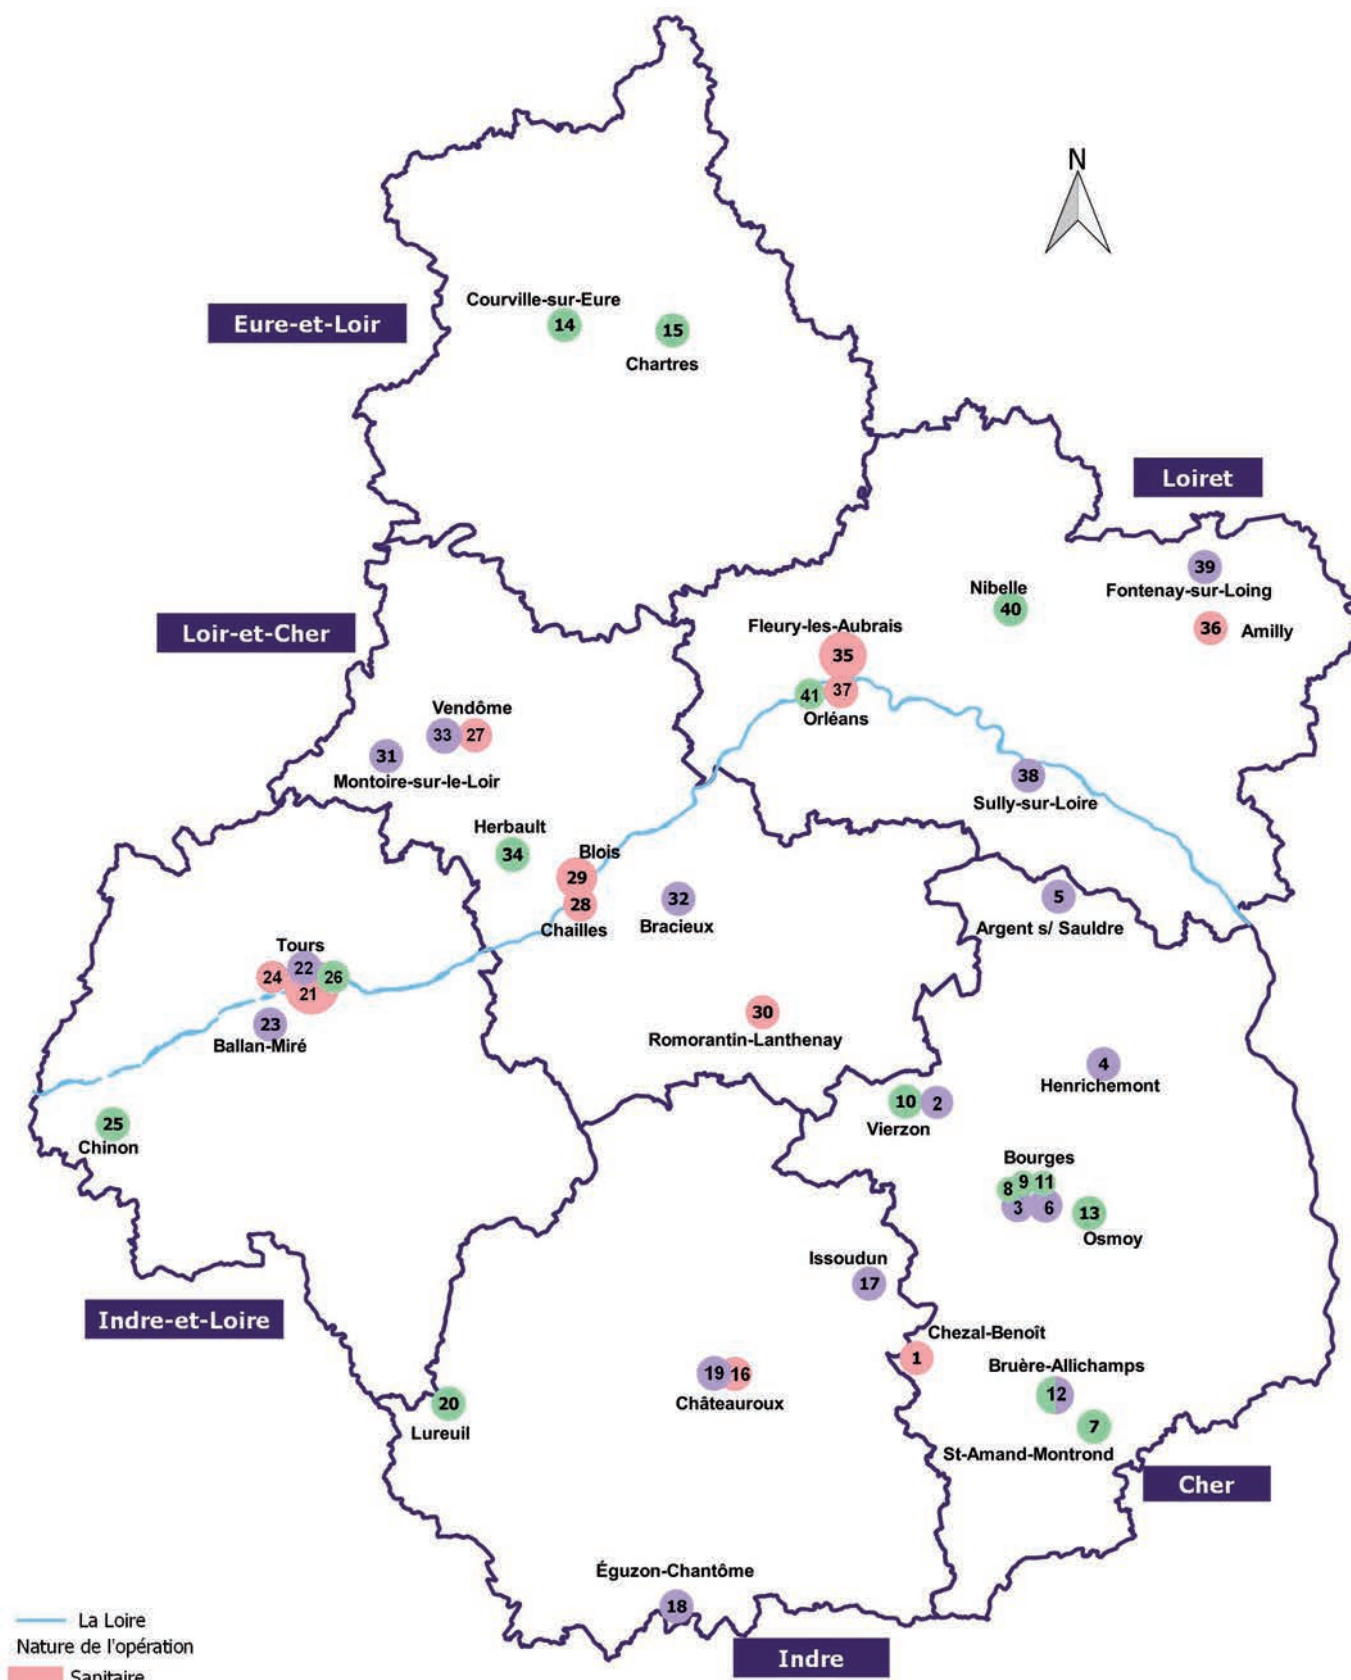 N
Courville-sur-Eure
14
15
Chartres
Eure-et-Loir
Loiret
39
Fontenay-sur-Loing
Nibelle
40
36 Amilly
Loir-et-Cher
Fleury-les-Aubrais
35
41 37
Orléans
Vendôme
33 27
31
Montoire-sur-le-Loir
38
Sully-sur-Loire
Herbault
34
Blois
29
28
Chailles
32
Bracieux
5
Argent s/ Sauldre
Tours
24 22 26
21
23
Ballan-Miré
30
Romorantin-Lanthenay
4
Henrichemont
10 2
Vierzon
25
Chinon
Bourges
8 9 11
3 6
13
Osmoy
Issoudun
17
Indre-et-Loire
Chezal-Benoît
1
Bruère-Allichamps
12
19 16
Châteauroux
20
Lureuil
7
St-Amand-Montrond
Cher
Éguzon-Chantôme
18
Indre
La Loire
Nature de l'opération
Sanitaire